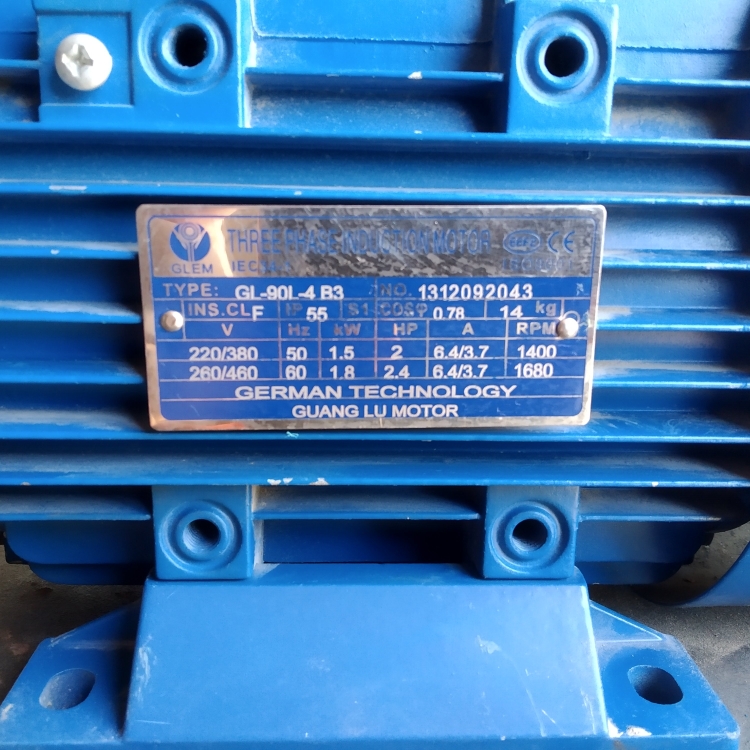 GLEM
THREE PHASE INDUCTION MOTOR
CE
TYPE: GL-90L-4 B3 NO. 1312092043
INS.CL F IP 55 S1 COSφ 0.78 14 kg
V Hz kW HP A RPM
220/380 50 1.5 2 6.4/3.7 1400
260/460 60 1.8 2.4 6.4/3.7 1680
GERMAN TECHNOLOGY
GUANG LU MOTOR